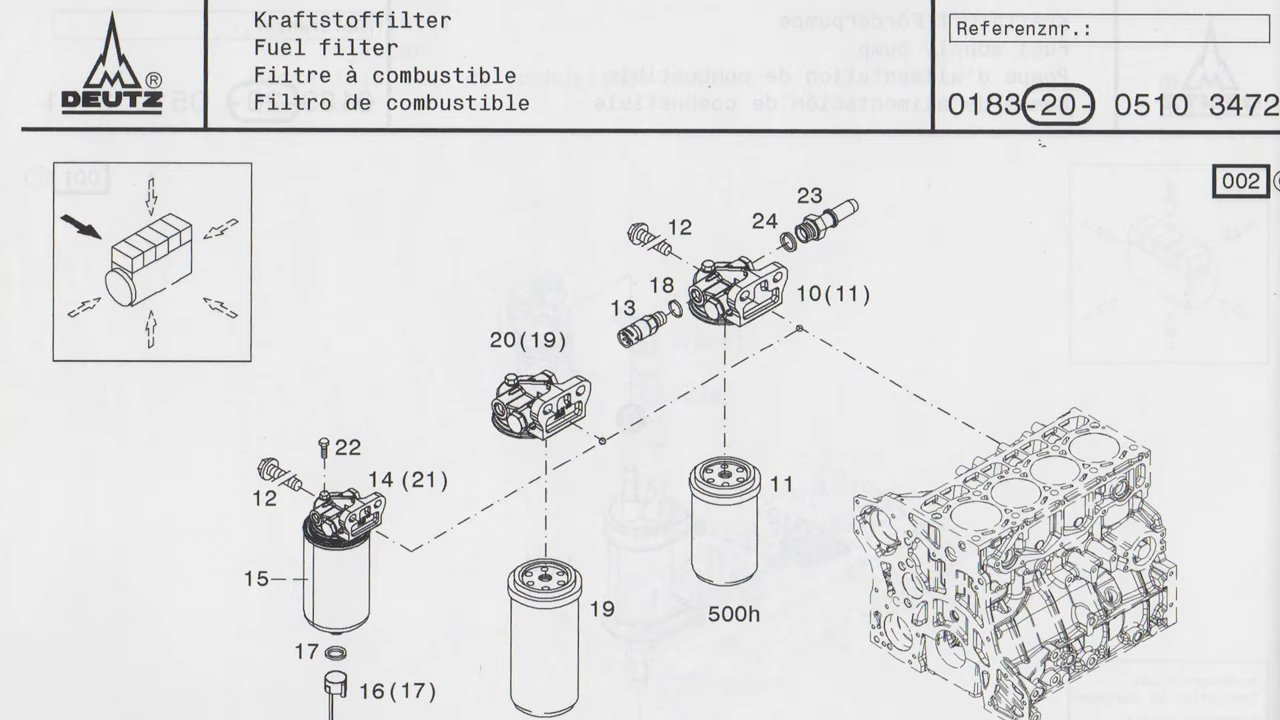 DEUTZ ®
Kraftstoffilter
Fuel filter
Filtre à combustible
Filtro de combustible
Referenznr.:
0183-20- 0510 3472
002
23
24
12
18
13
10(11)
20(19)
22
14(21)
12
11
15
19
500h
17
16(17)